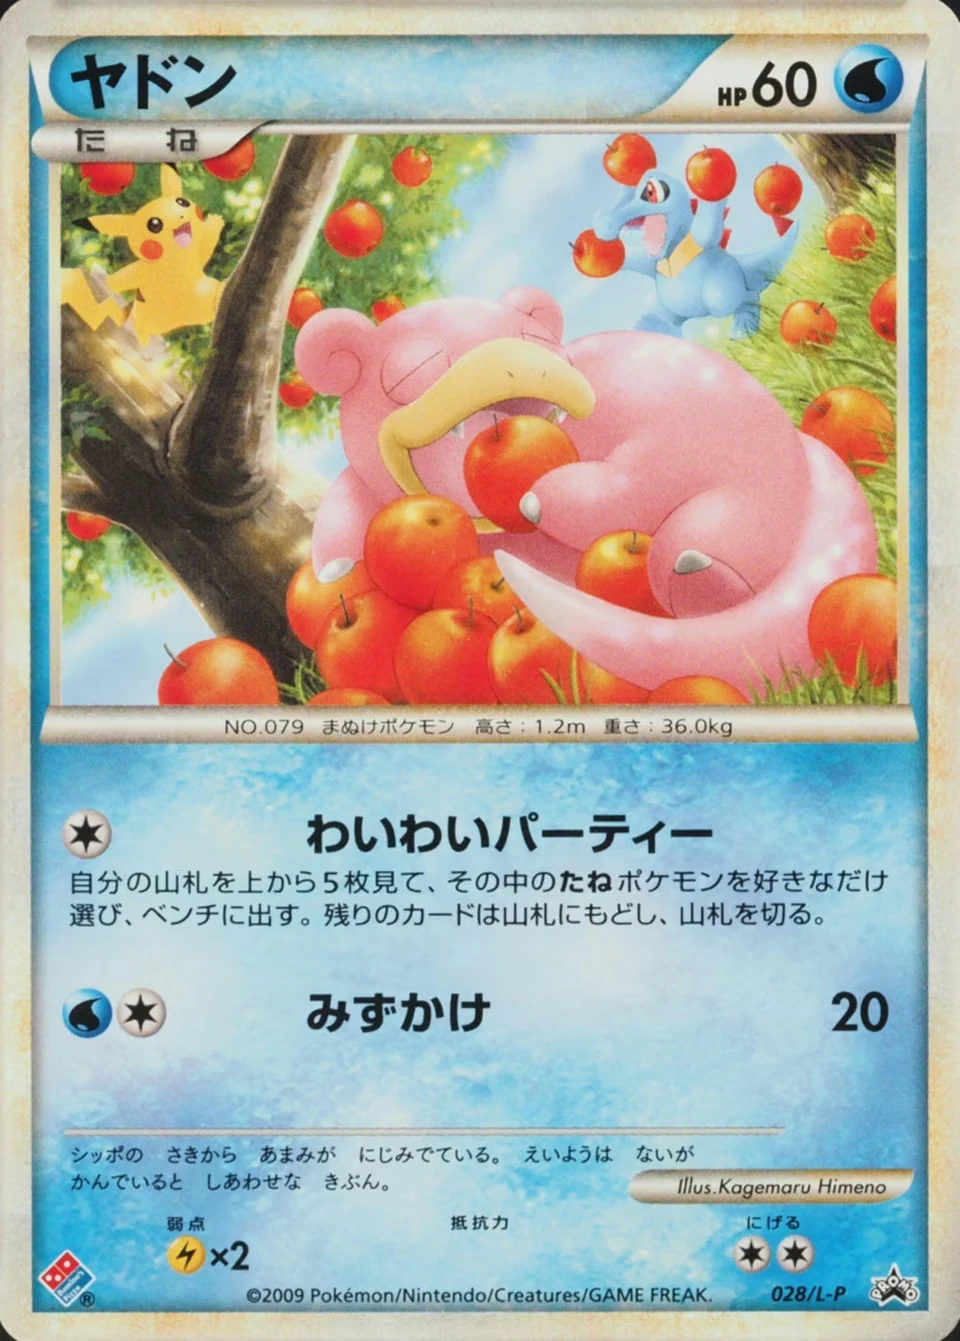 ヤドン
HP60
たね
NO.079 まぬけポケモン 高さ:1.2m 重さ:36.0kg
わいわいパーティー
自分の山札を上から5枚見て、その中のたねポケモンを好きなだけ
選び、ベンチに出す。残りのカードは山札にもどし、山札を切る。
みずかけ 20
シッポの さきから あまみが にじみでている。 えいようは ないが
かんでいると しあわせな きぶん。
Illus.Kagemaru Himeno
弱点 抵抗力 にげる
×2
Domino's
Pizza
®
©2009 Pokémon/Nintendo/Creatures/GAME FREAK.
028/L-P
PROMO